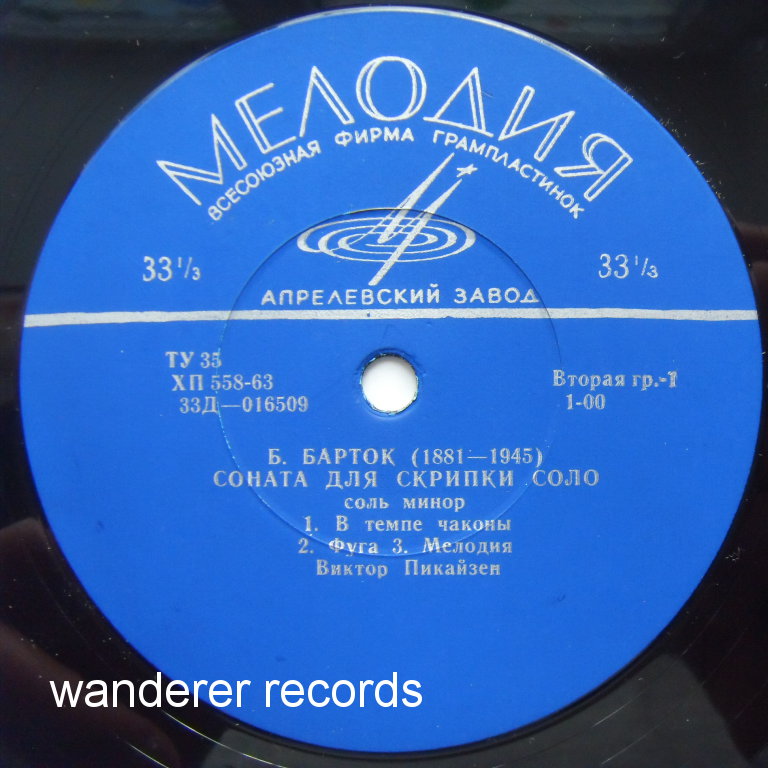 МЕЛОДИЯ
ВСЕСОЮЗНАЯ ФИРМА ГРАМПЛАСТИНОК
33 1/3
33 1/3
АПРЕЛЕВСКИЙ ЗАВОД
ТУ 35
ХП 558-63
33Д—016509
Вторая гр.-1
1-00
Б. БАРТОК (1881—1945)
СОНАТА ДЛЯ СКРИПКИ СОЛО
соль минор
1. В темпе чаконы
2. Фуга 3. Мелодия
Виктор Пикайзен
wanderer records